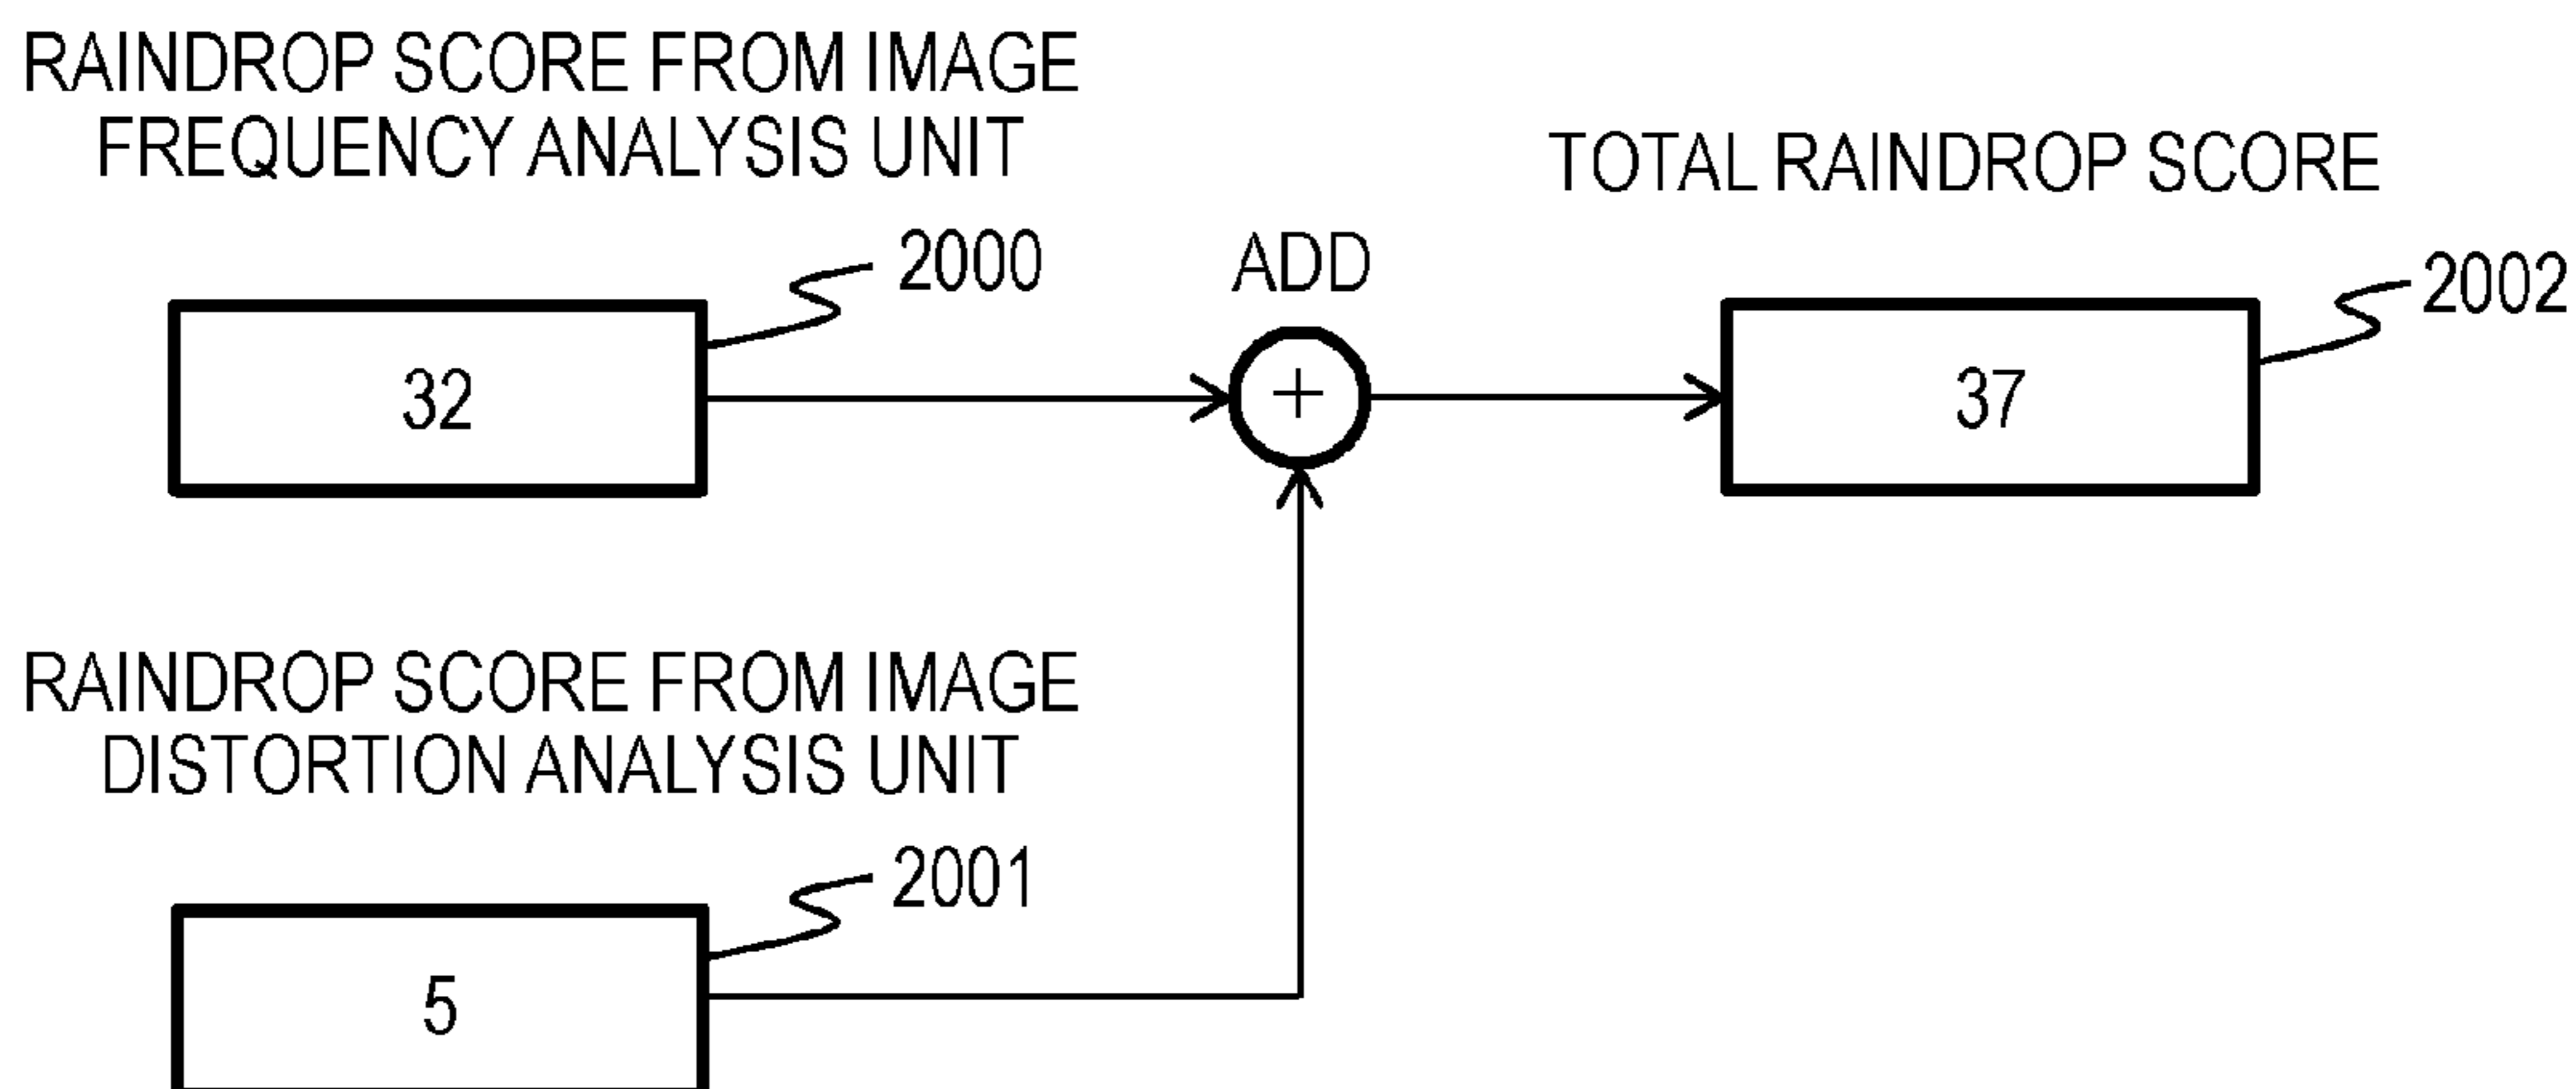 RAINDROP SCORE FROM IMAGE
FREQUENCY ANALYSIS UNIT
2000
32
ADD
+
TOTAL RAINDROP SCORE
2002
37
RAINDROP SCORE FROM IMAGE
DISTORTION ANALYSIS UNIT
2001
5